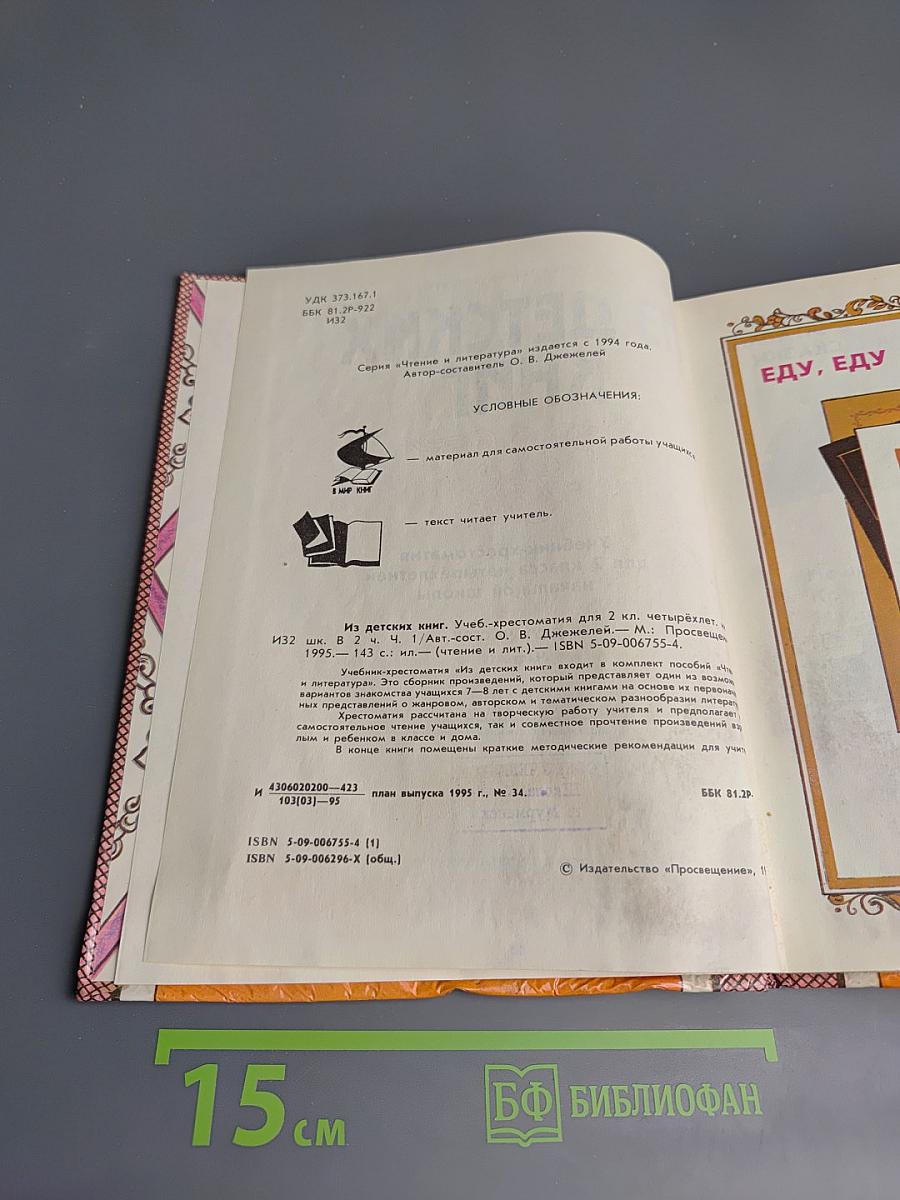 УДК 373.167.1
ББК 81.2Р-922
И32
Серия «Чтение и литература» издается с 1994 года.
Автор-составитель О. В. Джежелей
УСЛОВНЫЕ ОБОЗНАЧЕНИЯ:
— материал для самостоятельной работы учащихся
В МИР КНИГ
— текст читает учитель.
Из детских книг. Учеб.-хрестоматия для 2 кл. четырёхлет.
И32 шк. В 2 ч. Ч. 1/Авт.-сост. О. В. Джежелей.— М.: Просвещен
1995.— 143 с.: ил.— (чтение и лит.).— ISBN 5-09-006755-4.
Учебник-хрестоматия «Из детских книг» входит в комплект пособий «Чте
и литература». Это сборник произведений, который представляет один из возмож
вариантов знакомства учащихся 7—8 лет с детскими книгами на основе их первонач
ных представлений о жанровом, авторском и тематическом разнообразии литерату
Хрестоматия рассчитана на творческую работу учителя и предполагает
самостоятельное чтение учащихся, так и совместное прочтение произведений вз
лым и ребенком в классе и дома.
В конце книги помещены краткие методические рекомендации для учит
И 4306020200—423
103(03)—95 план выпуска 1995 г., № 34.
ББК 81.2Р-
ISBN 5-09-006755-4 (1)
ISBN 5-09-006296-X (общ.)
© Издательство «Просвещение», 1
ЕДУ, ЕДУ
15 см
БФ БИБЛИОФАН